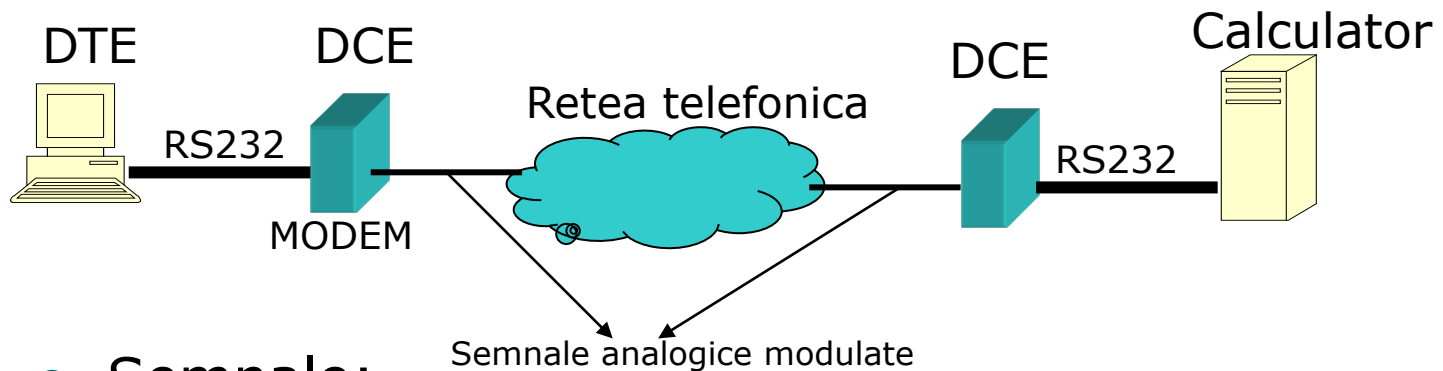 DTE
DCE
DCE
Calculator
Retea telefonica
RS232
RS232
MODEM
Semnale analogice modulate
Semnale: